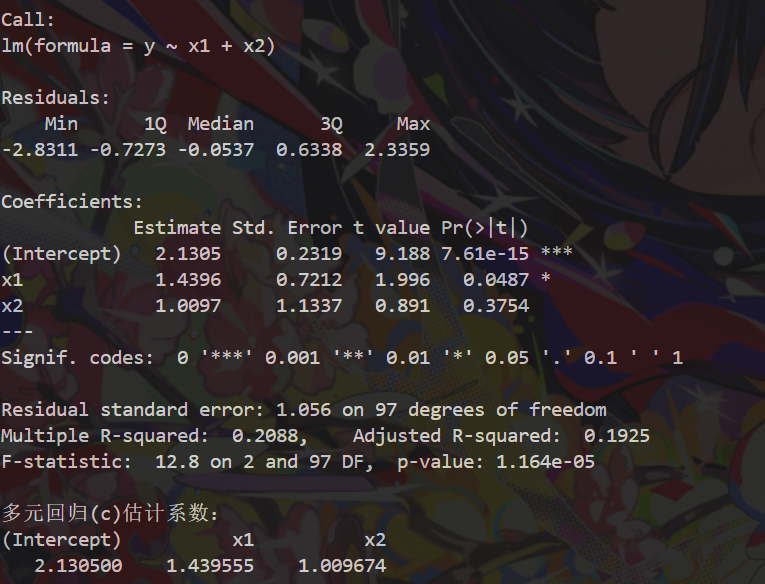 Call:
lm(formula = y ~ x1 + x2)
Residuals:
    Min      1Q  Median      3Q     Max
-2.8311 -0.7273 -0.0537  0.6338  2.3359
Coefficients:
            Estimate Std. Error t value Pr(>|t|)
(Intercept)   2.1305     0.2319   9.188 7.61e-15 ***
x1            1.4396     0.7212   1.996   0.0487 *
x2            1.0097     1.1337   0.891   0.3754
---
Signif. codes:  0 '***' 0.001 '**' 0.01 '*' 0.05 '.' 0.1 ' ' 1
Residual standard error: 1.056 on 97 degrees of freedom
Multiple R-squared:  0.2088,    Adjusted R-squared:  0.1925
F-statistic:  12.8 on 2 and 97 DF,  p-value: 1.164e-05
多元回归(c)估计系数:
(Intercept)          x1          x2
   2.130500    1.439555    1.009674